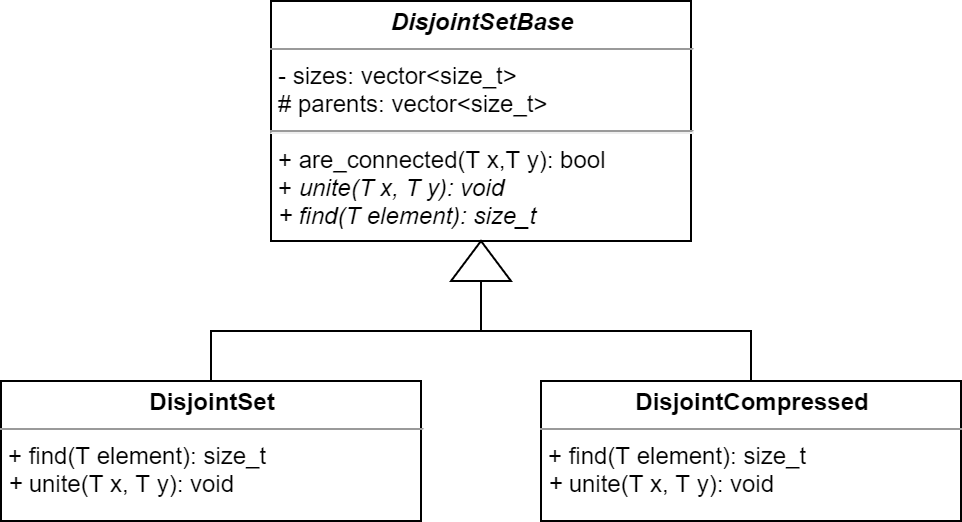 DisjointSetBase
- sizes: vector<size_t>
# parents: vector<size_t>
+ are_connected(T x,T y): bool
+ unite(T x, T y): void
+ find(T element): size_t
DisjointSet
+ find(T element): size_t
+ unite(T x, T y): void
DisjointCompressed
+ find(T element): size_t
+ unite(T x, T y): void